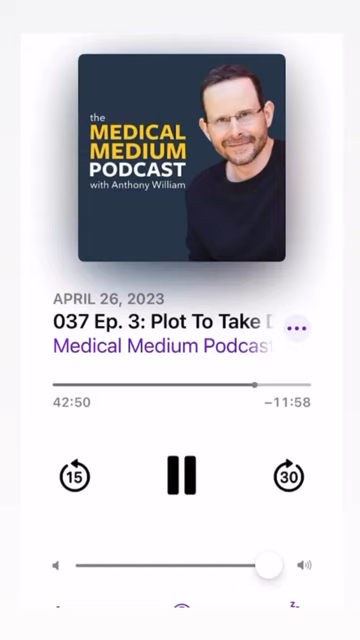 the
MEDICAL
MEDIUM
PODCAST
with Anthony William
APRIL 26, 2023
037 Ep. 3: Plot To Take
Medical Medium Podcast
42:50
-11:58
15
30